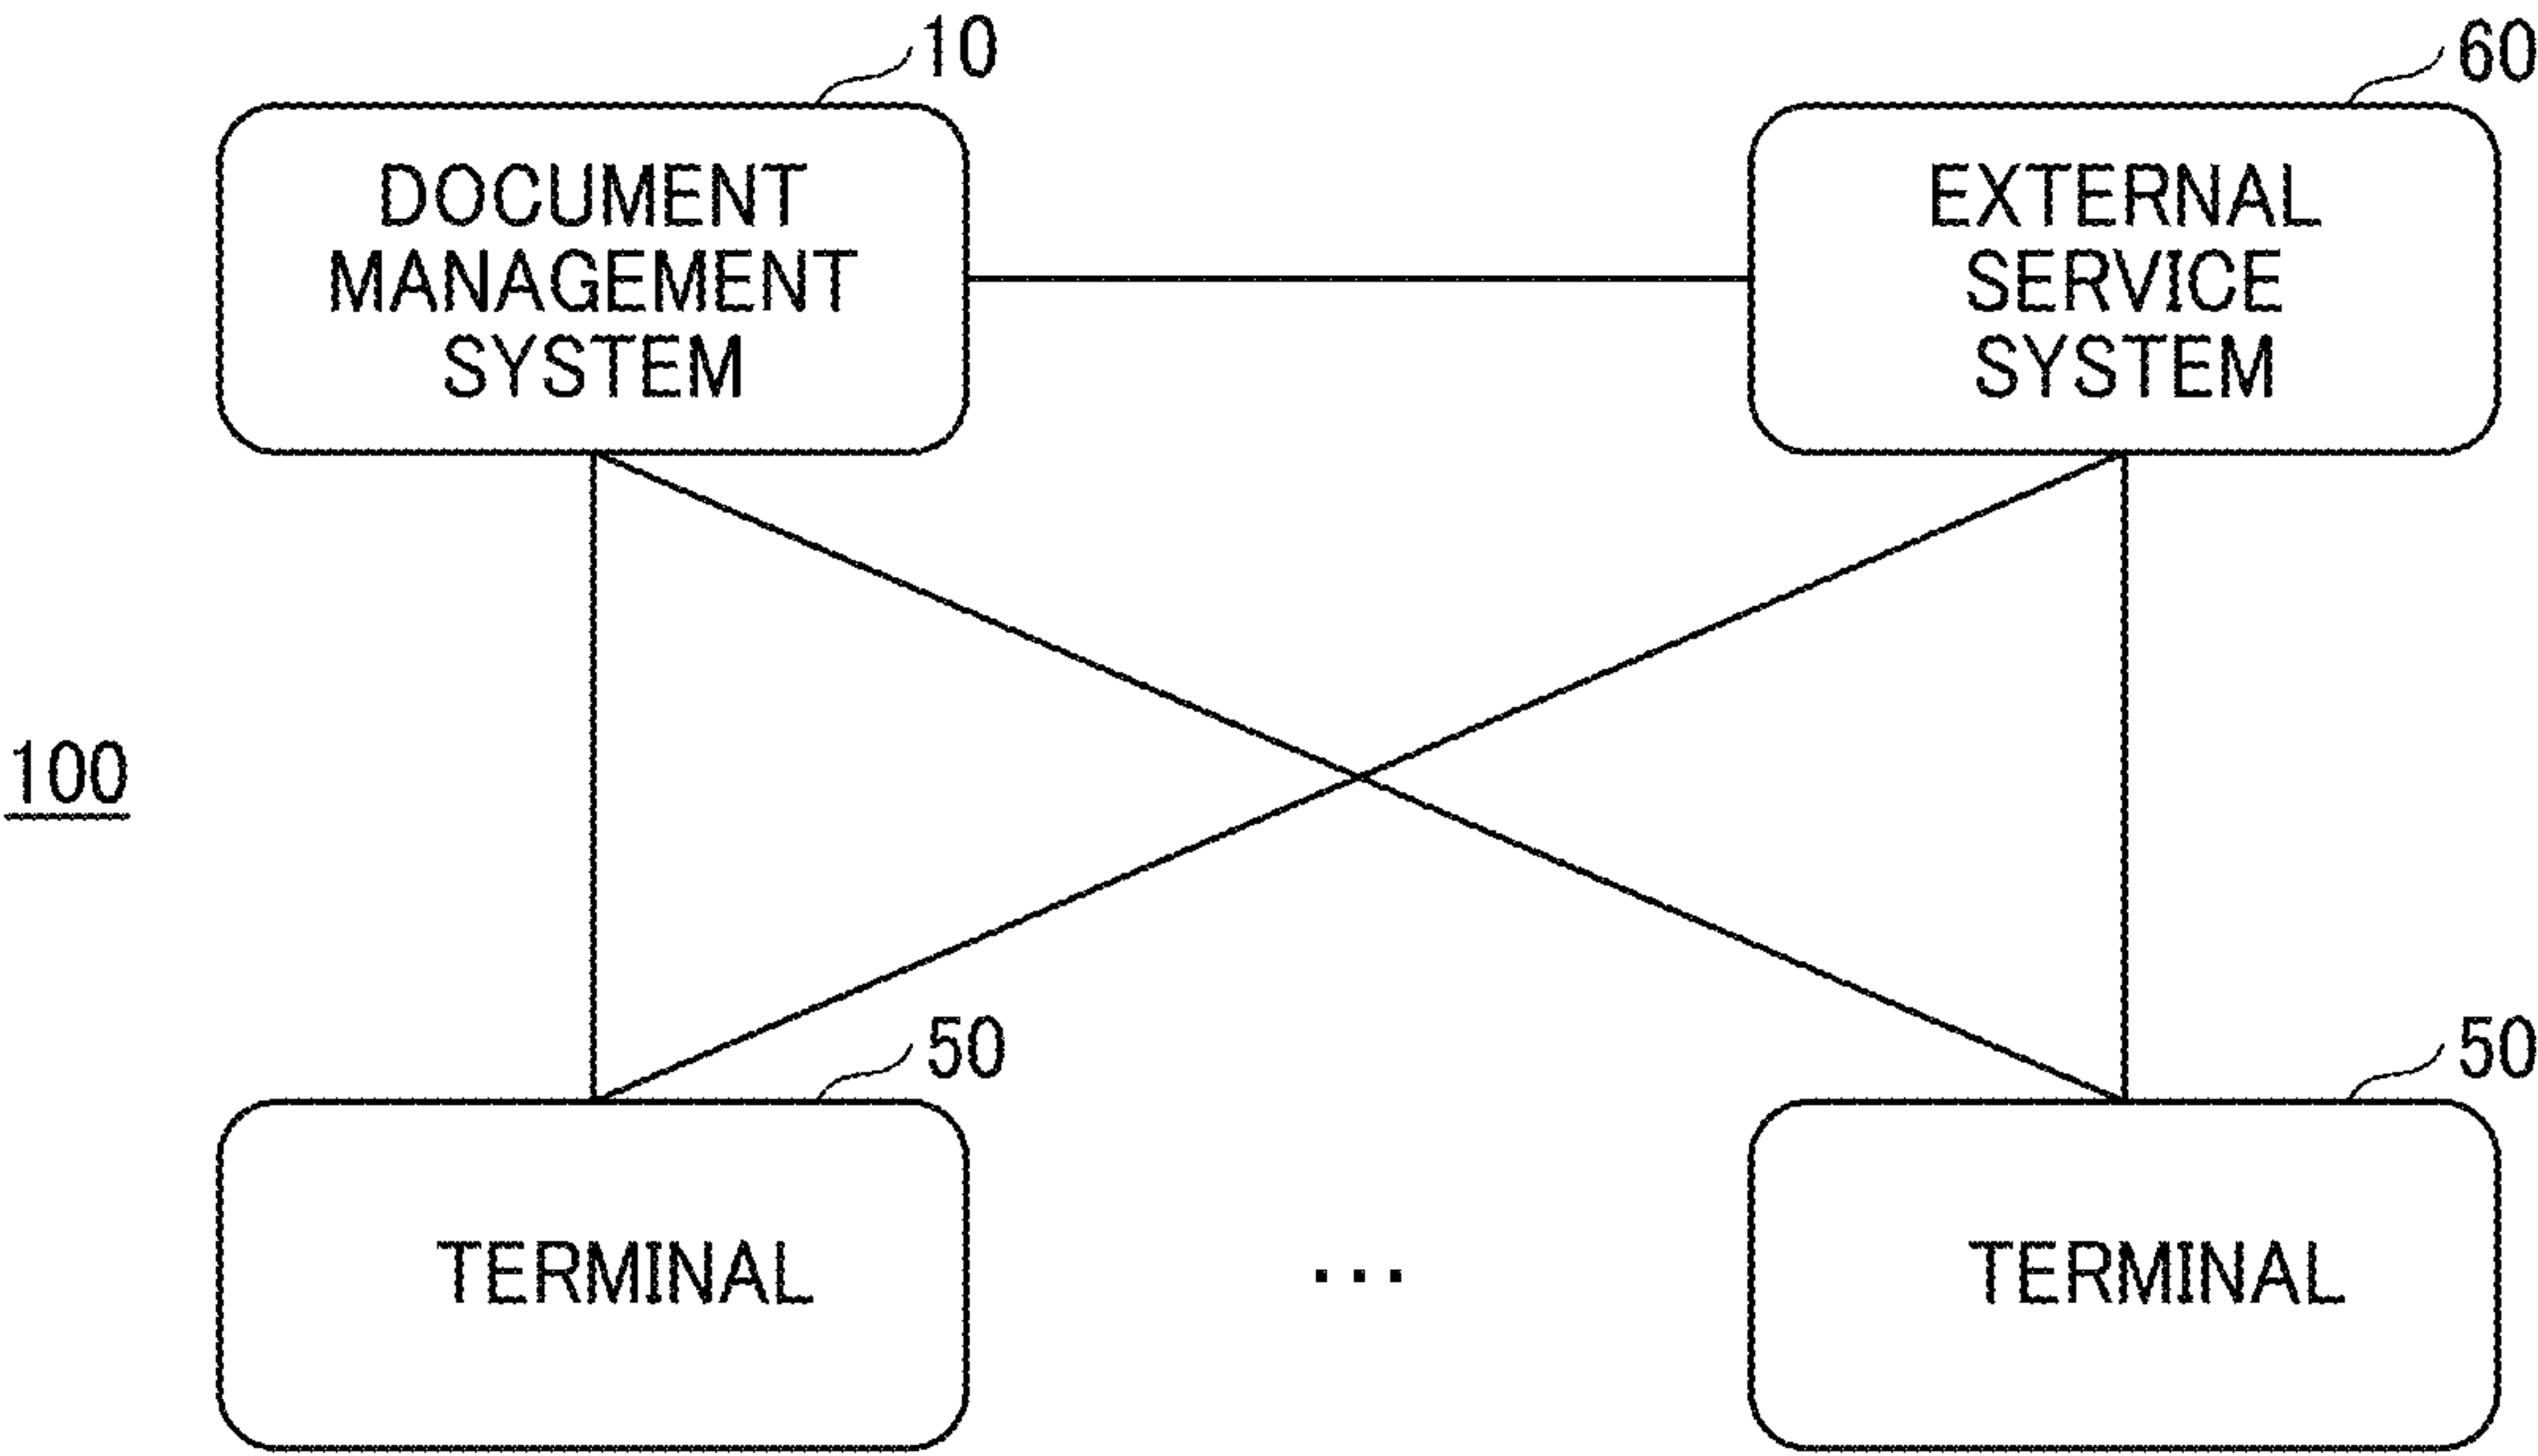 10
DOCUMENT
MANAGEMENT
SYSTEM
60
EXTERNAL
SERVICE
SYSTEM
100
50
TERMINAL
...
50
TERMINAL